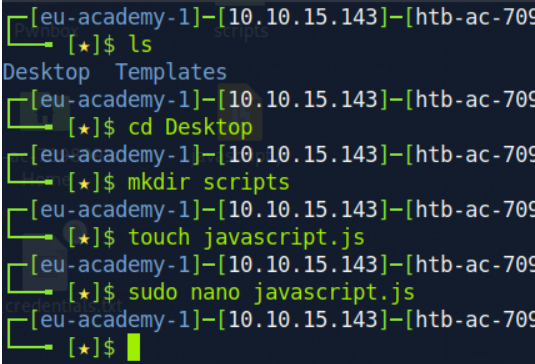 [eu-academy-1]─[10.10.15.143]─[htb-ac-709
[★]$ ls
Desktop Templates
[eu-academy-1]─[10.10.15.143]─[htb-ac-709
[★]$ cd Desktop
[eu-academy-1]─[10.10.15.143]─[htb-ac-709
[★]$ mkdir scripts
[eu-academy-1]─[10.10.15.143]─[htb-ac-709
[★]$ touch javascript.js
[eu-academy-1]─[10.10.15.143]─[htb-ac-709
[★]$ sudo nano javascript.js
credentials.txt
[eu-academy-1]─[10.10.15.143]─[htb-ac-709
[★]$